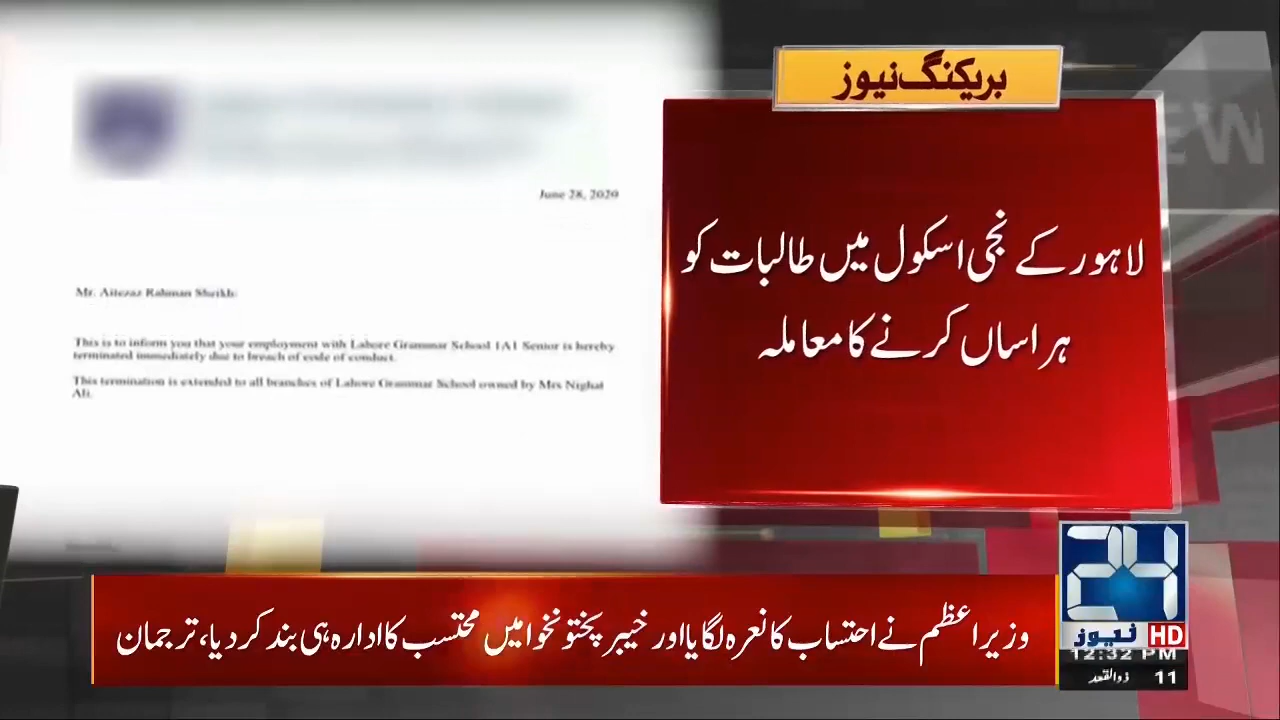 بریکنگ نیوز
EW
لاہور کے نجی اسکول میں طالبات کو
ہراساں کرنے کا معاملہ
June 28, 2020
Mr. Aitezaz Rahman Sheikh:
This is to inform you that your employment with Lahore Grammar School 1A1 Senior is hereby
terminated immediately due to breach of code of conduct.
This termination is extended to all branches of Lahore Grammar School owned by Mrs Nighat
Ali.
وزیراعظم نے احتساب کا نعرہ لگایا اور خیبر پختونخوا میں محتسب کا ادارہ ہی بند کر دیا، ترجمان
24
نیوز HD
12:32 PM
11 ذوالقعد